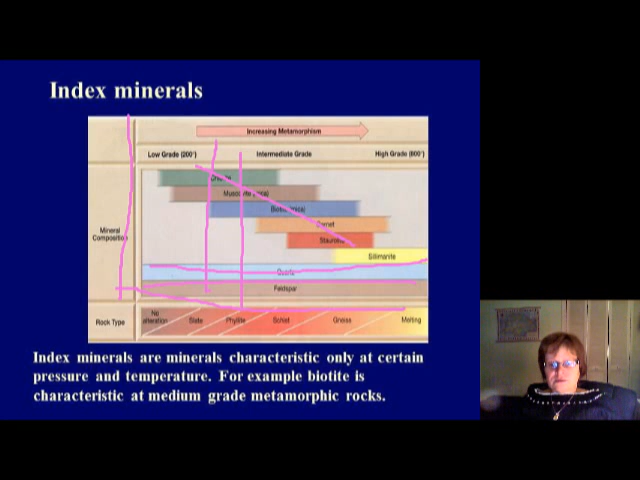 Index minerals
Increasing Metamorphism
Low Grade (200°) Intermediate Grade High Grade (800°)
Mineral
Composition
Sillimanite
Feldspar
Rock Type
No
alteration
Slate Phyllite Schist Gneiss Melting
Index minerals are minerals characteristic only at certain
pressure and temperature. For example biotite is
characteristic at medium grade metamorphic rocks.